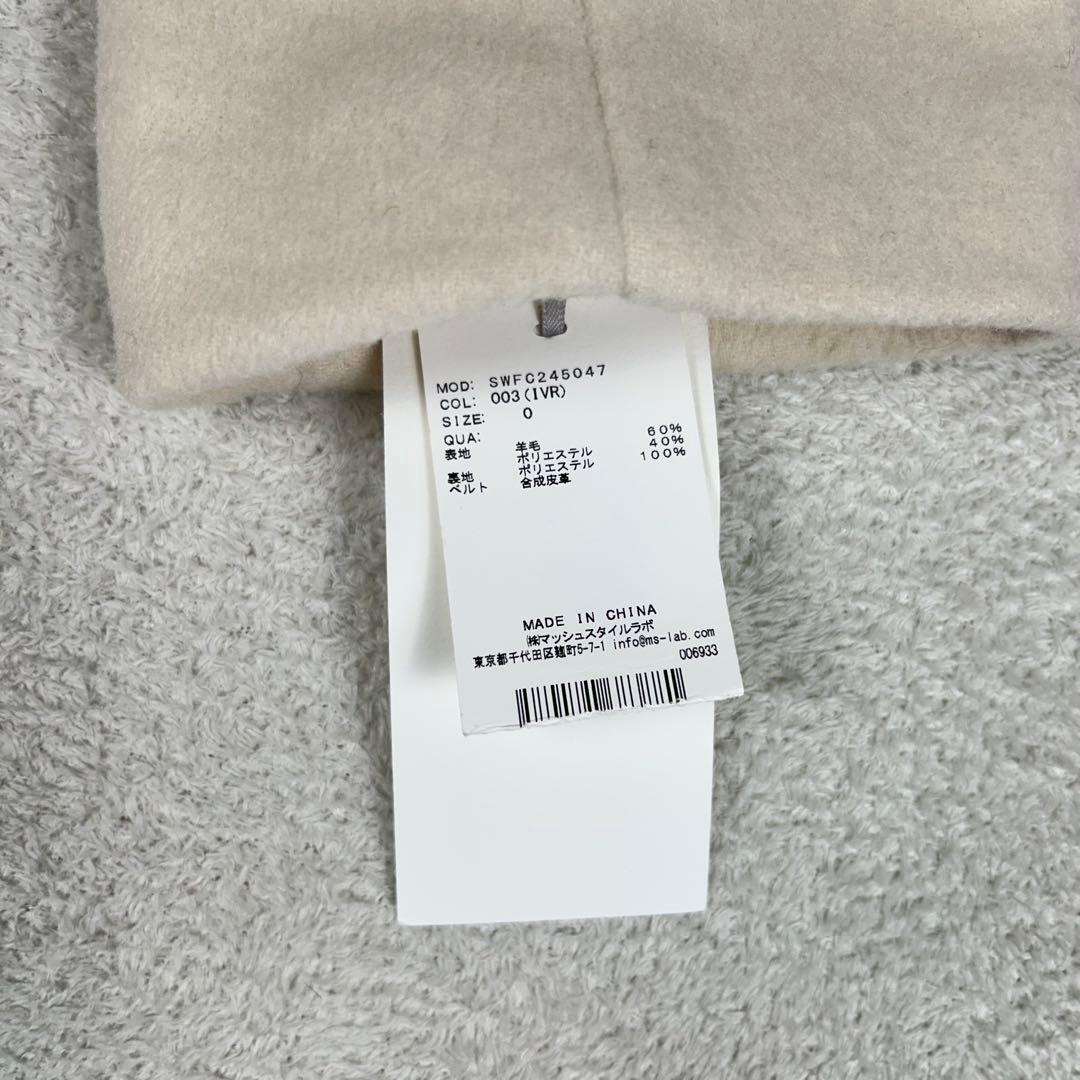 MOD: SWFC245047
COL: 003(IVR)
SIZE: 0
QUA:
表地 羊毛 60%
ポリエステル 40%
裏地 ポリエステル 100%
ベルト 合成皮革
MADE IN CHINA
㈱マッシュスタイルラボ
東京都千代田区麹町5-7-1 info@ms-lab.com
006933